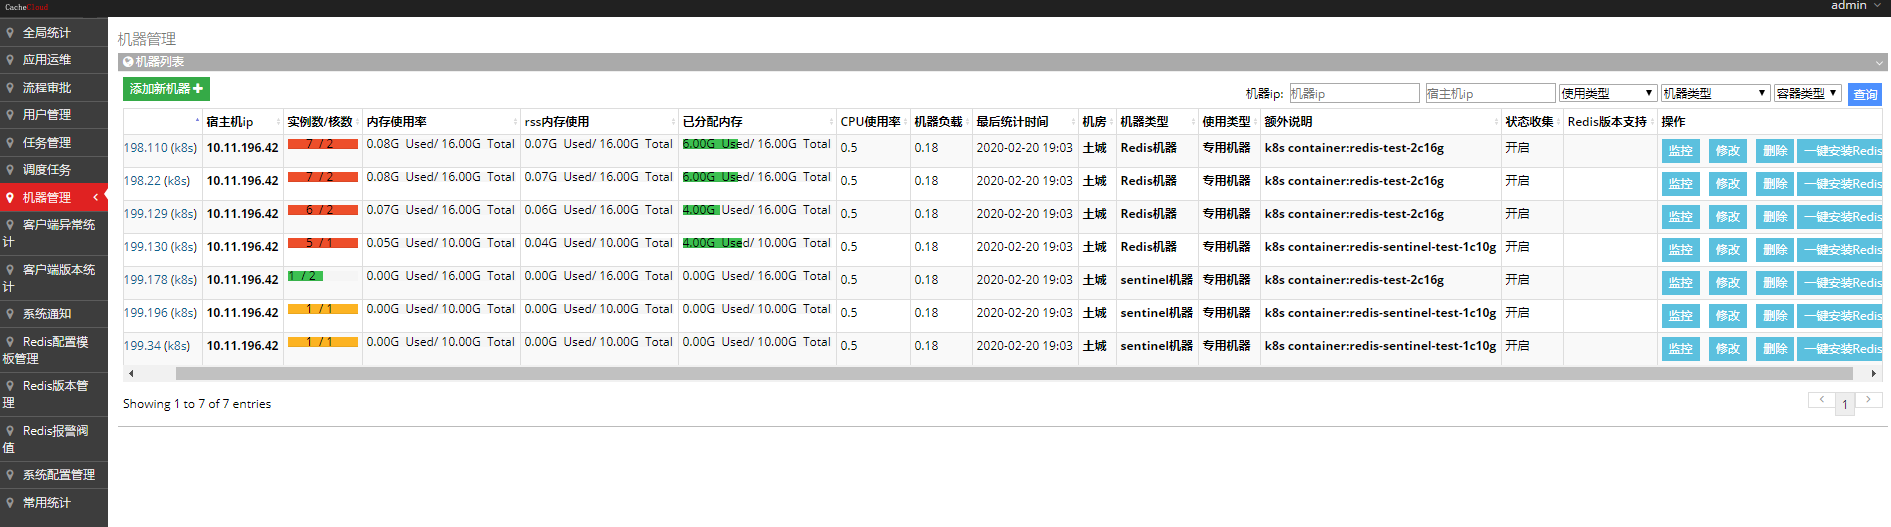 CacheCloud
admin
全局统计
应用运维
流程审批
用户管理
任务管理
调度任务
机器管理
客户端异常统
计
客户端版本统
计
系统通知
Redis配置模
板管理
Redis版本管
理
Redis报警阀
值
系统配置管理
常用统计
机器管理
机器列表
添加新机器
机器ip: 机器ip 宿主机ip 使用类型 机器类型 容器类型 查询
宿主机ip 实例数/核数 内存使用率 rss内存使用 已分配内存 CPU使用率 机器负载 最后统计时间 机房 机器类型 使用类型 额外说明 状态收集 Redis版本支持 操作
198.110 (k8s) 10.11.196.42 7 / 2 0.08G Used/ 16.00G Total 0.07G Used/ 16.00G Total 6.00G Used/ 16.00G Total 0.5 0.18 2020-02-20 19:03 土城 Redis机器 专用机器 k8s container:redis-test-2c16g 开启 监控 修改 删除 一键安装Redis
198.22 (k8s) 10.11.196.42 7 / 2 0.08G Used/ 16.00G Total 0.07G Used/ 16.00G Total 6.00G Used/ 16.00G Total 0.5 0.18 2020-02-20 19:03 土城 Redis机器 专用机器 k8s container:redis-test-2c16g 开启 监控 修改 删除 一键安装Redis
199.129 (k8s) 10.11.196.42 6 / 2 0.07G Used/ 16.00G Total 0.06G Used/ 16.00G Total 4.00G Used/ 16.00G Total 0.5 0.18 2020-02-20 19:03 土城 Redis机器 专用机器 k8s container:redis-test-2c16g 开启 监控 修改 删除 一键安装Redis
199.130 (k8s) 10.11.196.42 5 / 1 0.05G Used/ 10.00G Total 0.04G Used/ 10.00G Total 4.00G Used/ 10.00G Total 0.5 0.18 2020-02-20 19:03 土城 Redis机器 专用机器 k8s container:redis-sentinel-test-1c10g 开启 监控 修改 删除 一键安装Redis
199.178 (k8s) 10.11.196.42 1 / 2 0.00G Used/ 16.00G Total 0.00G Used/ 16.00G Total 0.00G Used/ 16.00G Total 0.5 0.18 2020-02-20 19:03 土城 sentinel机器 专用机器 k8s container:redis-test-2c16g 开启 监控 修改 删除 一键安装Redis
199.196 (k8s) 10.11.196.42 1 / 1 0.00G Used/ 10.00G Total 0.00G Used/ 10.00G Total 0.00G Used/ 10.00G Total 0.5 0.18 2020-02-20 19:03 土城 sentinel机器 专用机器 k8s container:redis-sentinel-test-1c10g 开启 监控 修改 删除 一键安装Redis
199.34 (k8s) 10.11.196.42 1 / 1 0.00G Used/ 10.00G Total 0.00G Used/ 10.00G Total 0.00G Used/ 10.00G Total 0.5 0.18 2020-02-20 19:03 土城 sentinel机器 专用机器 k8s container:redis-sentinel-test-1c10g 开启 监控 修改 删除 一键安装Redis
Showing 1 to 7 of 7 entries
1